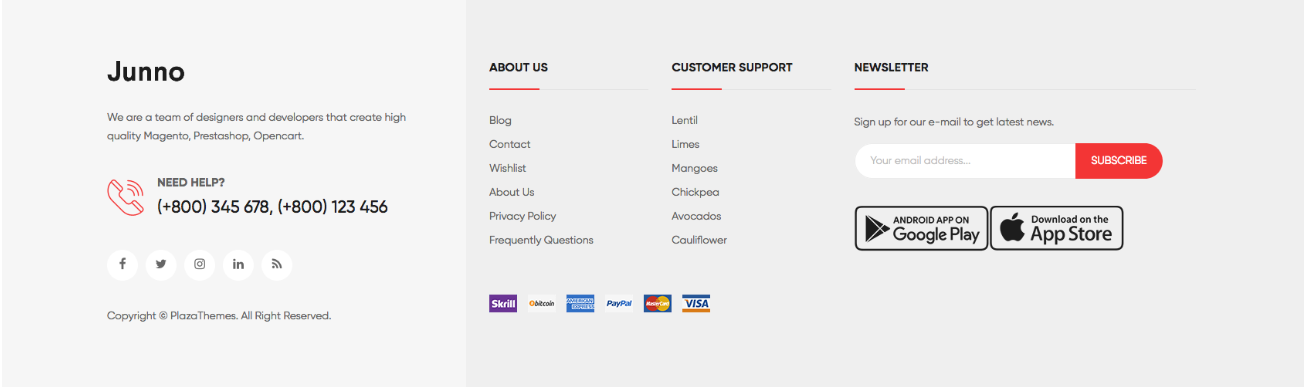 Junno
We are a team of designers and developers that create high
quality Magento, Prestashop, Opencart.
NEED HELP?
(+800) 345 678, (+800) 123 456
Copyright © PlazaThemes. All Right Reserved.
ABOUT US
Blog
Contact
Wishlist
About Us
Privacy Policy
Frequently Questions
CUSTOMER SUPPORT
Lentil
Limes
Mangoes
Chickpea
Avocados
Cauliflower
NEWSLETTER
Sign up for our e-mail to get latest news.
Your email address... SUBSCRIBE
ANDROID APP ON
Google Play
Download on the
App Store
Skrill bitcoin AMERICAN EXPRESS PayPal MasterCard VISA